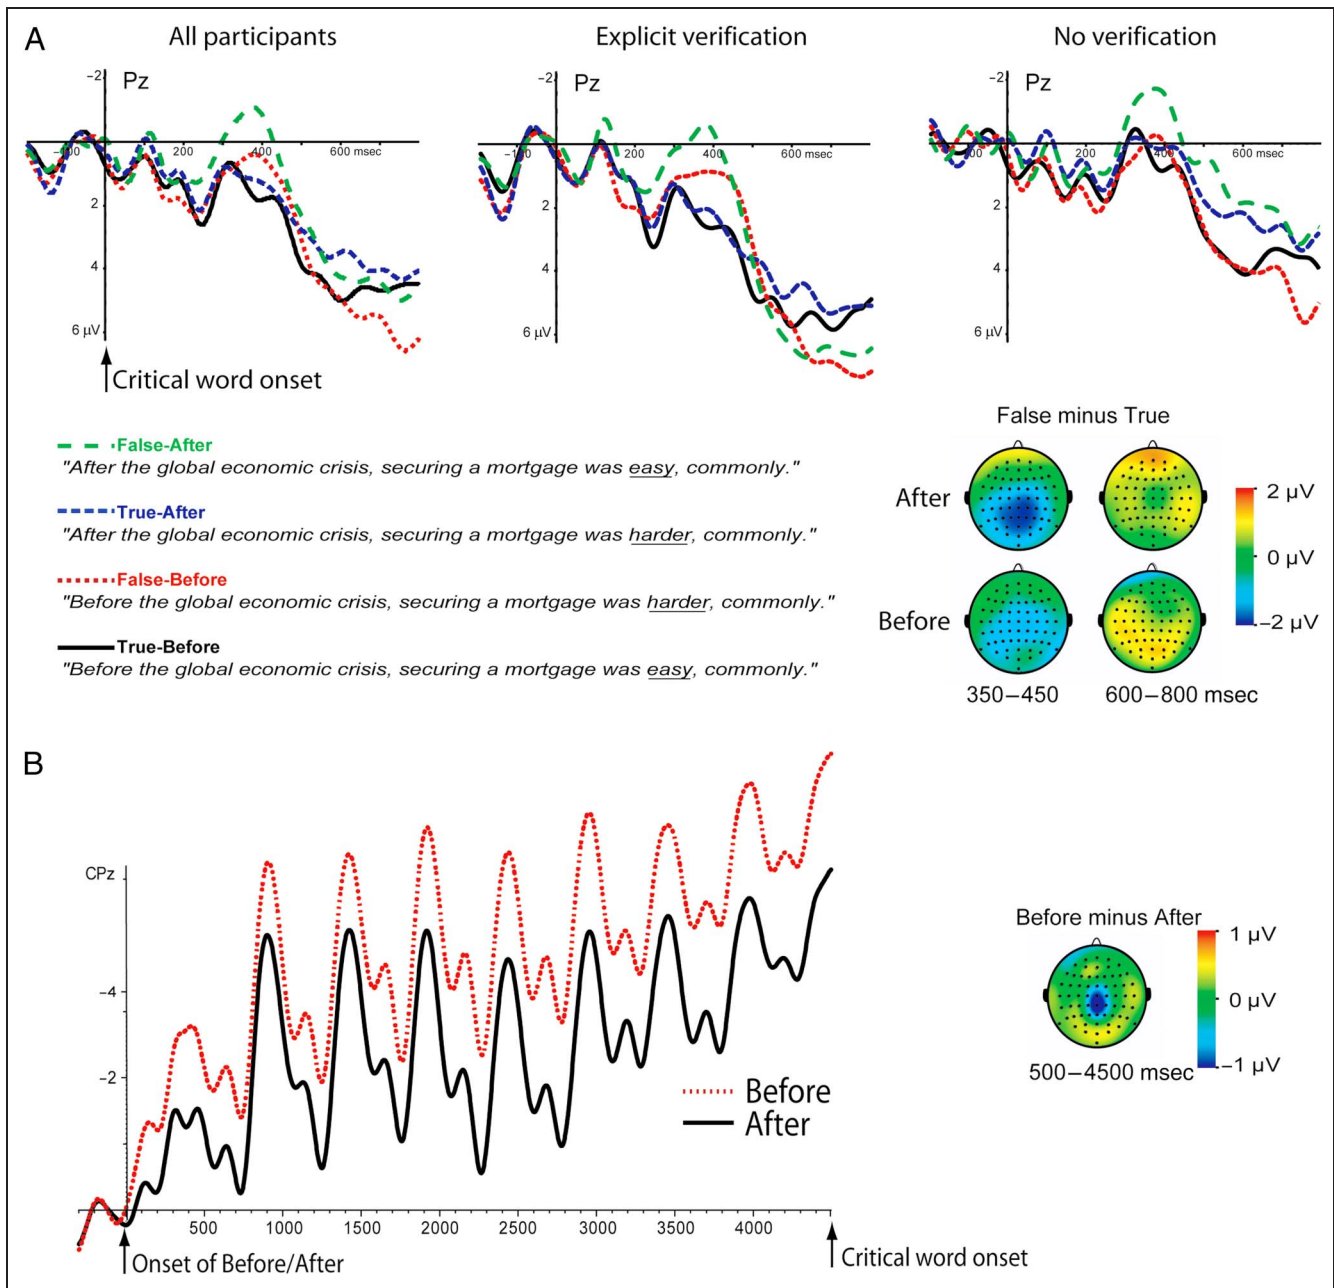 A
All participants
Explicit verification
No verification
-2
Pz
-2
Pz
-2
200
400
600 msec
-100
200
400
600 msec
200
400
600 msec
2
2
2
4
4
4
6 µV
6 µV
6 µV
Critical word onset
False-After
"After the global economic crisis, securing a mortgage was easy, commonly."
True-After
"After the global economic crisis, securing a mortgage was harder, commonly."
False-Before
"Before the global economic crisis, securing a mortgage was harder, commonly."
True-Before
"Before the global economic crisis, securing a mortgage was easy, commonly."
False minus True
After
Before
2 µV
0 µV
−2 µV
350–450
600–800 msec
B
CPz
−4
−2
Before
After
500
1000
1500
2000
2500
3000
3500
4000
Onset of Before/After
Critical word onset
Before minus After
1 µV
0 µV
−1 µV
500–4500 msec